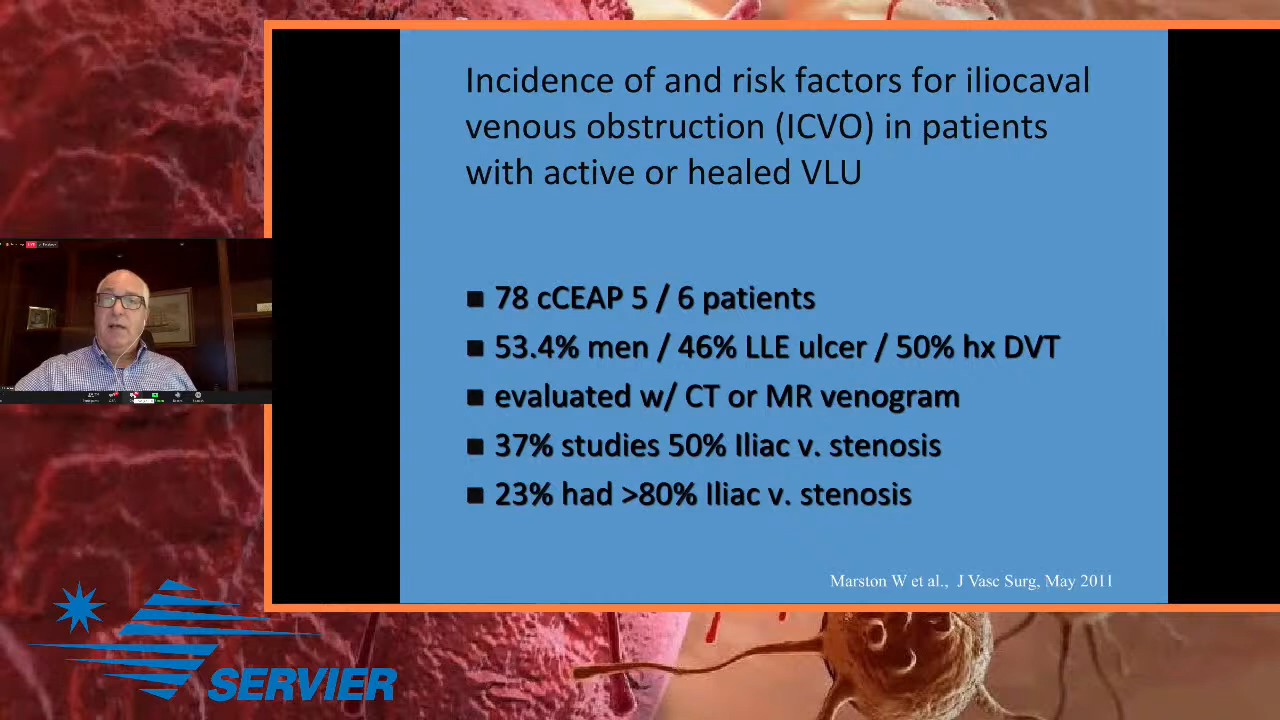 Incidence of and risk factors for iliocaval
venous obstruction (ICVO) in patients
with active or healed VLU
78 cCEAP 5 / 6 patients
53.4% men / 46% LLE ulcer / 50% hx DVT
evaluated w/ CT or MR venogram
37% studies 50% Iliac v. stenosis
23% had >80% Iliac v. stenosis
Marston W et al., J Vasc Surg, May 2011
SERVIER